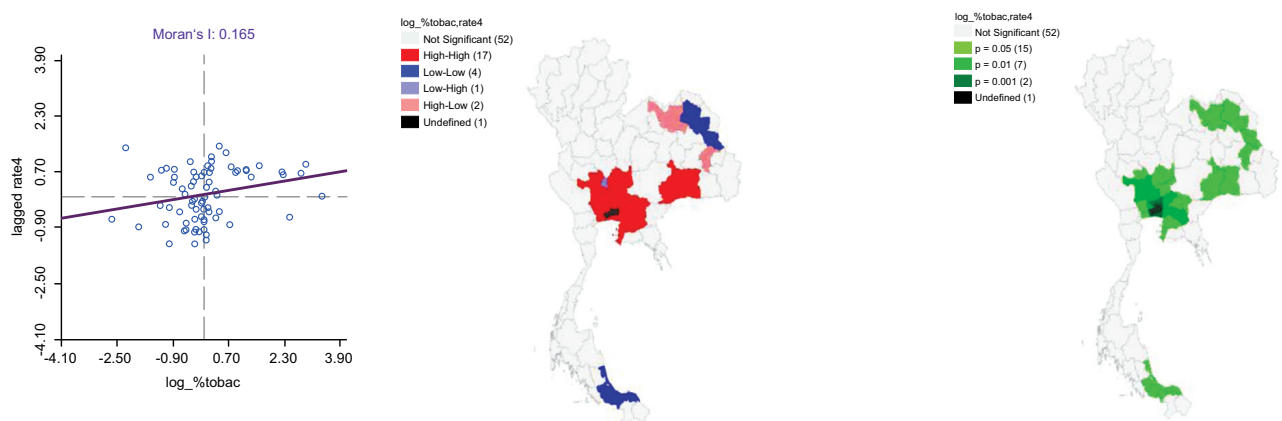 Moran‘s I: 0.165
lagged rate4
3.90
2.30
0.70
-0.90
-2.50
-4.10
-4.10 -2.50 -0.90 0.70 2.30 3.90
log_%tobac
log_%tobac,rate4
Not Significant (52)
High-High (17)
Low-Low (4)
Low-High (1)
High-Low (2)
Undefined (1)
log_%tobac,rate4
Not Significant (52)
p = 0.05 (15)
p = 0.01 (7)
p = 0.001 (2)
Undefined (1)